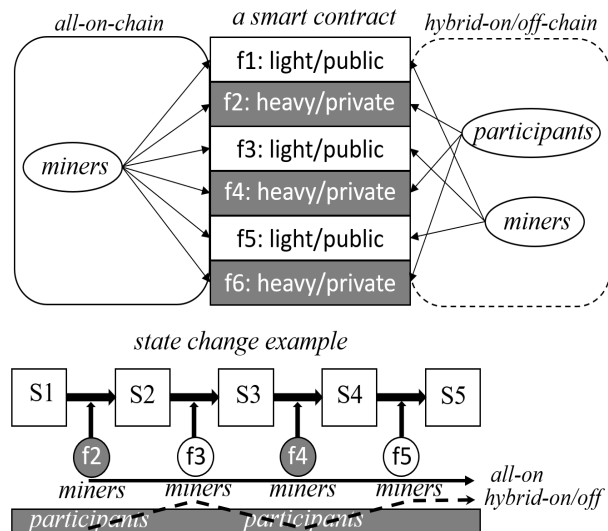 all-on-chain
a smart contract
hybrid-on/off-chain
f1: light/public
f2: heavy/private
f3: light/public
f4: heavy/private
f5: light/public
f6: heavy/private
miners
participants
miners
state change example
S1 S2 S3 S4 S5
f2 f3 f4 f5
miners miners miners miners
all-on
hybrid-on/off
participants participants